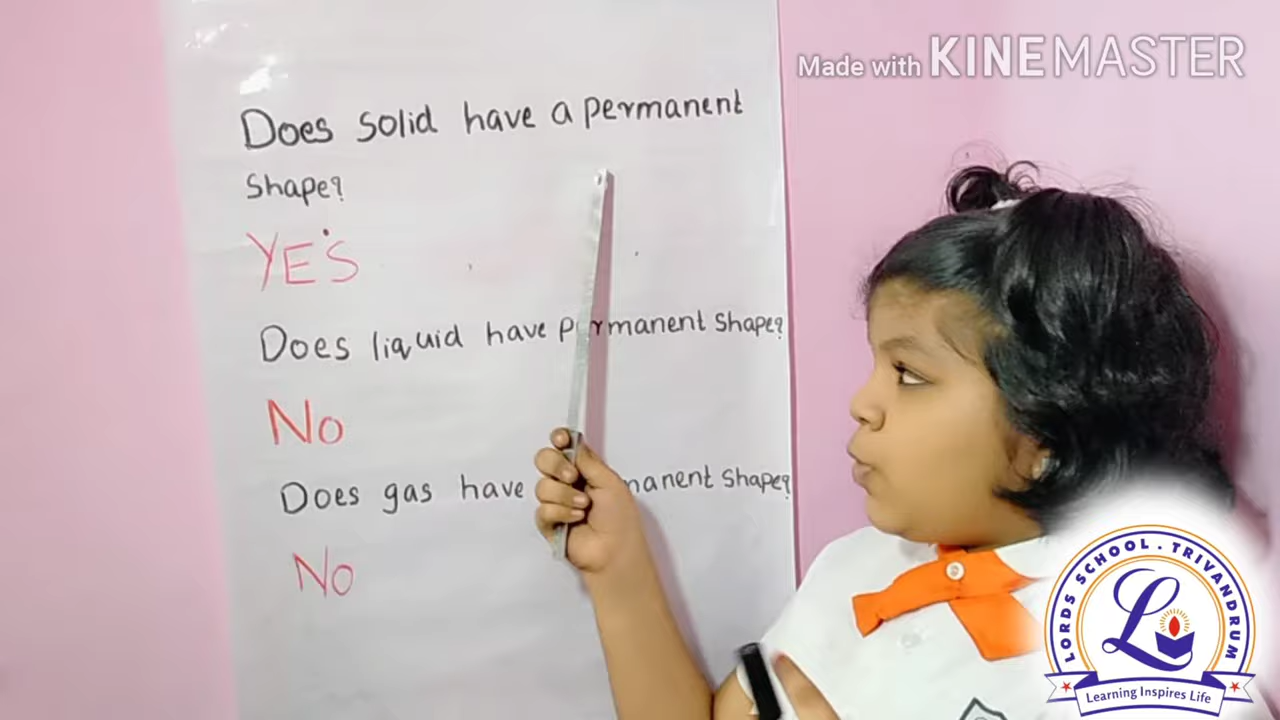 Made with KINEMASTER
Does solid have a permanent
Shape?
YES
Does liquid have permanent Shape?
No
Does gas have manent Shape?
No
LORDS SCHOOL . TRIVANDRUM
L
Learning Inspires Life